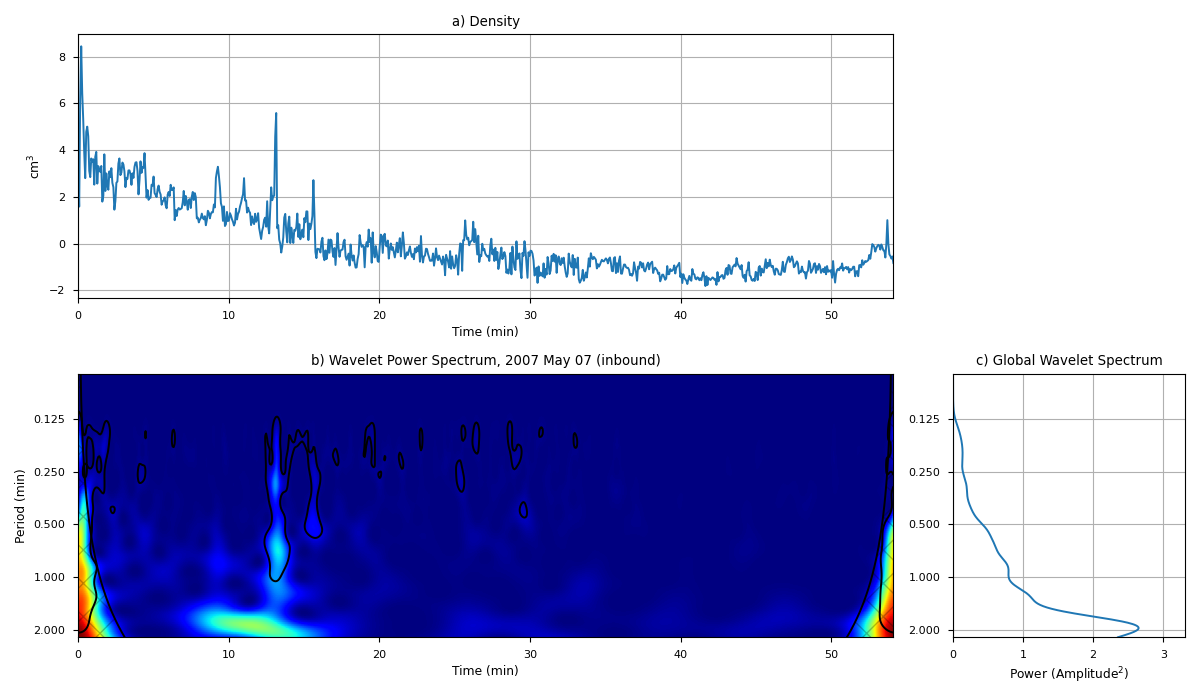 a) Density
cm³
8
6
4
2
0
−2
0 10 20 30 40 50
Time (min)
b) Wavelet Power Spectrum, 2007 May 07 (inbound)
Period (min)
0.125
0.250
0.500
1.000
2.000
0 10 20 30 40 50
Time (min)
c) Global Wavelet Spectrum
0.125
0.250
0.500
1.000
2.000
0 1 2 3
Power (Amplitude²)